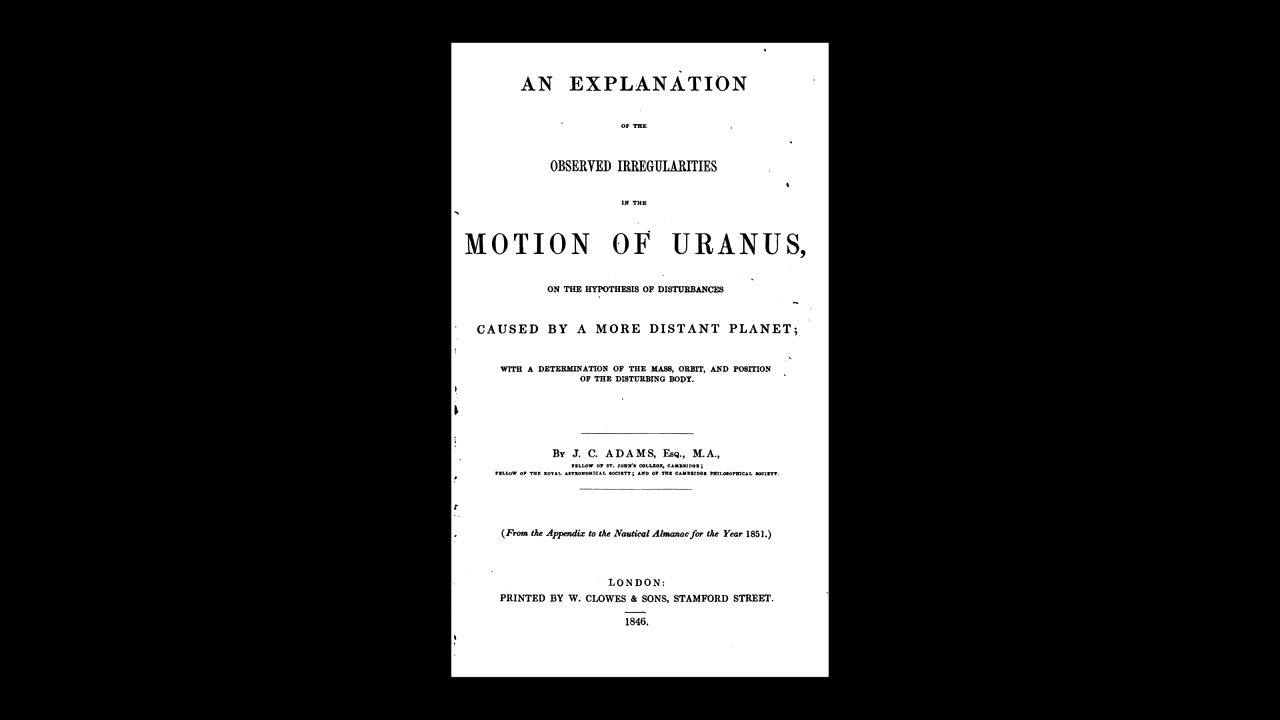 AN EXPLANATION
OF THE
OBSERVED IRREGULARITIES
IN THE
MOTION OF URANUS,
ON THE HYPOTHESIS OF DISTURBANCES
CAUSED BY A MORE DISTANT PLANET;
WITH A DETERMINATION OF THE MASS, ORBIT, AND POSITION
OF THE DISTURBING BODY.
By J. C. ADAMS, Esq., M.A.,
FELLOW OF ST. JOHN'S COLLEGE, CAMBRIDGE;
FELLOW OF THE ROYAL ASTRONOMICAL SOCIETY; AND OF THE CAMBRIDGE PHILOSOPHICAL SOCIETY.
(From the Appendix to the Nautical Almanac for the Year 1851.)
LONDON:
PRINTED BY W. CLOWES & SONS, STAMFORD STREET.
1846.